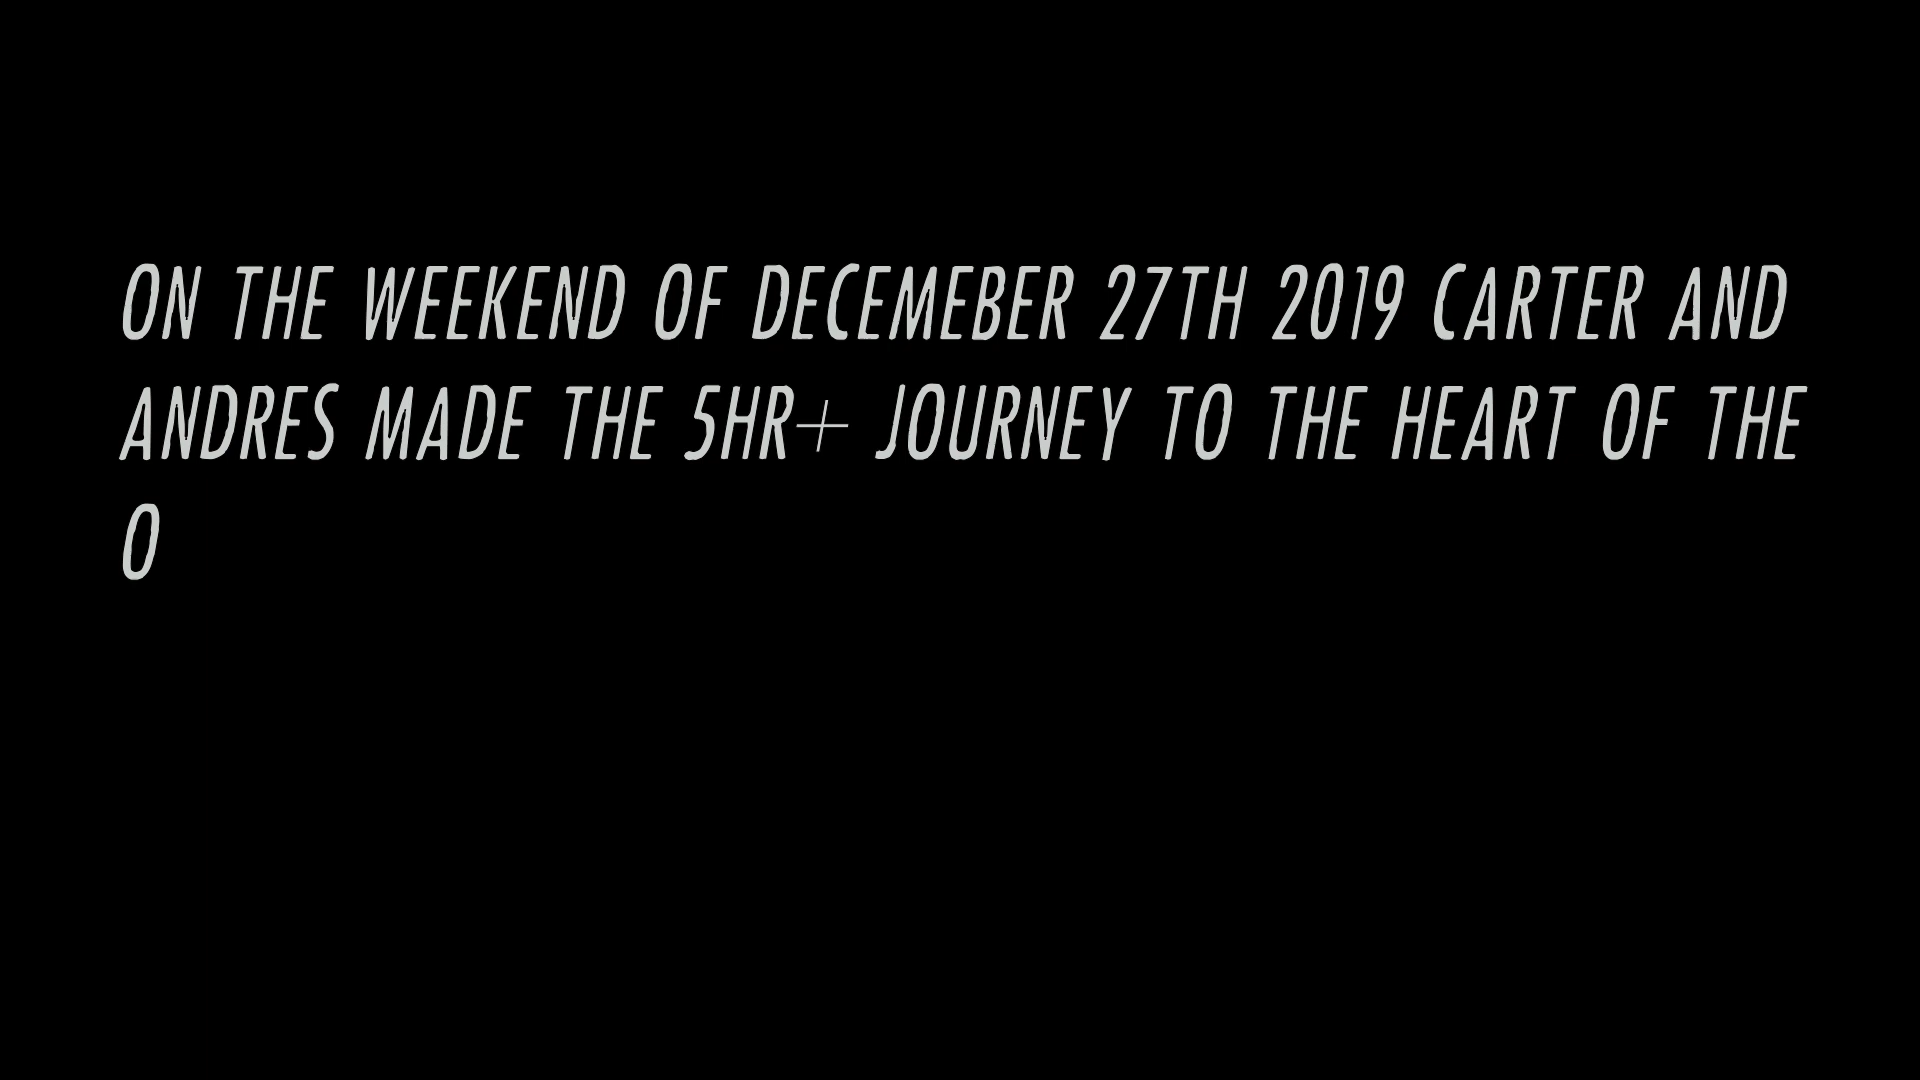 ON THE WEEKEND OF DECEMEBER 27TH 2019 CARTER AND
ANDRES MADE THE 5HR+ JOURNEY TO THE HEART OF THE
O